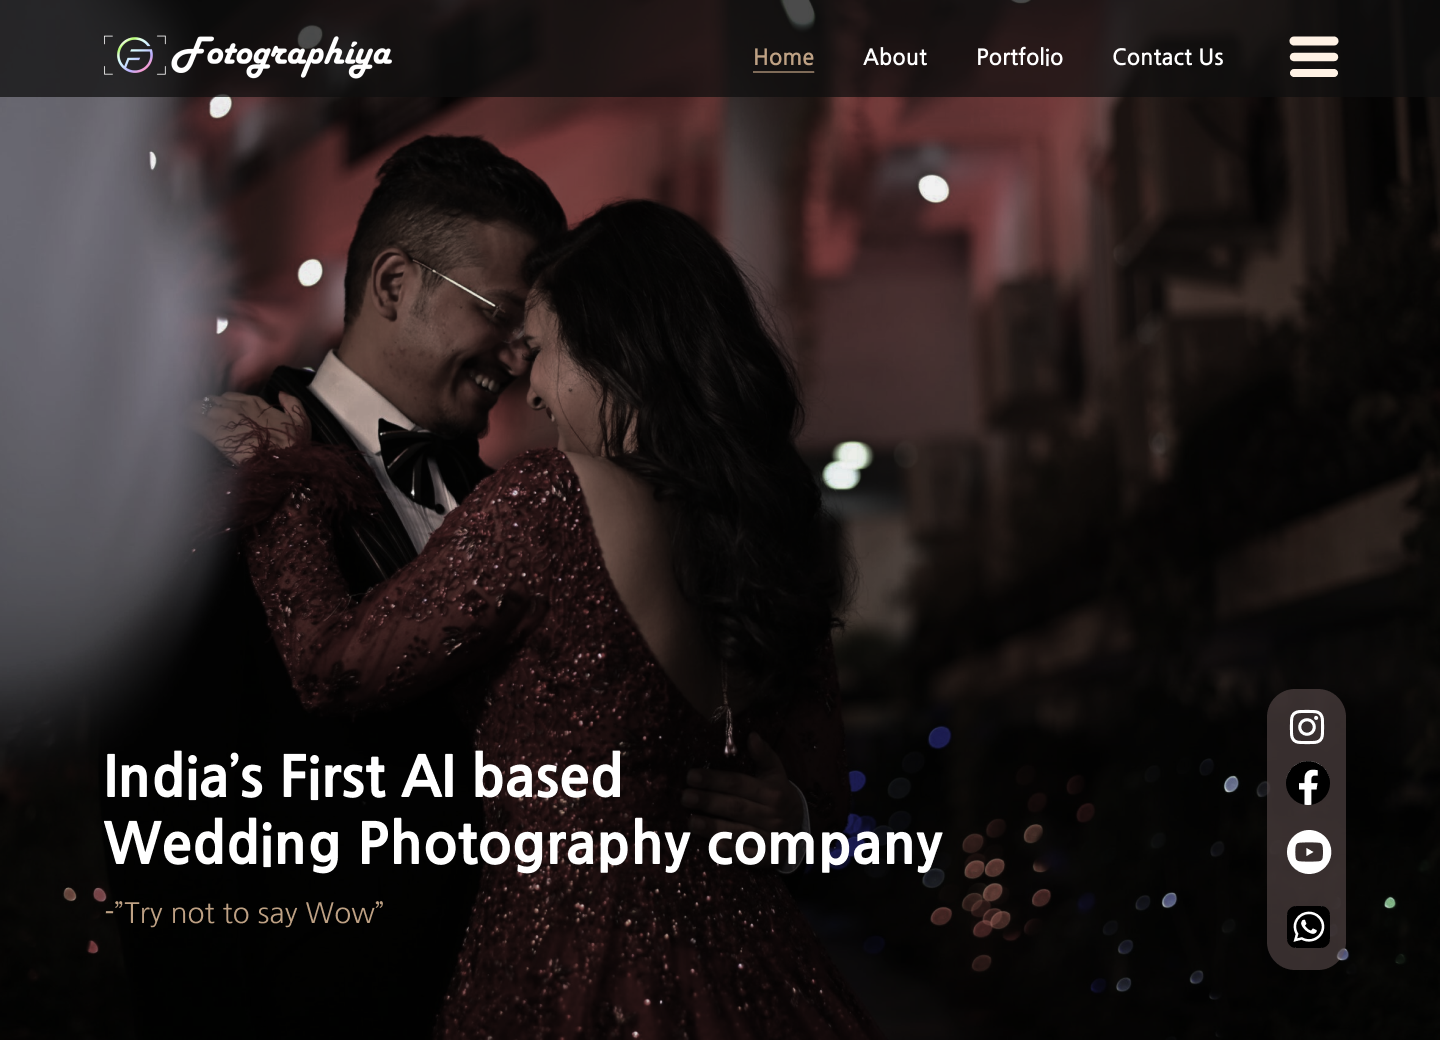 Fotographiya
Home About Portfolio Contact Us
India’s First AI based
Wedding Photography company
-”Try not to say Wow”